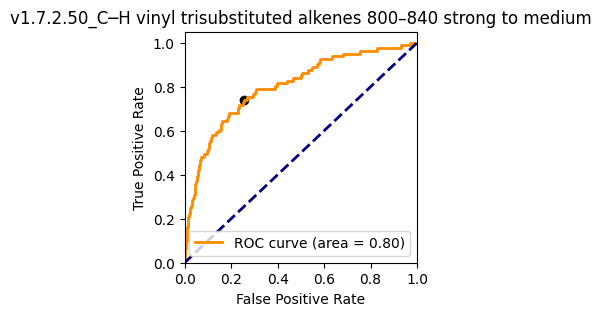 v1.7.2.50_C─H vinyl trisubstituted alkenes 800–840 strong to medium
1.0
0.8
0.6
0.4
0.2
0.0
True Positive Rate
ROC curve (area = 0.80)
0.0 0.2 0.4 0.6 0.8 1.0
False Positive Rate